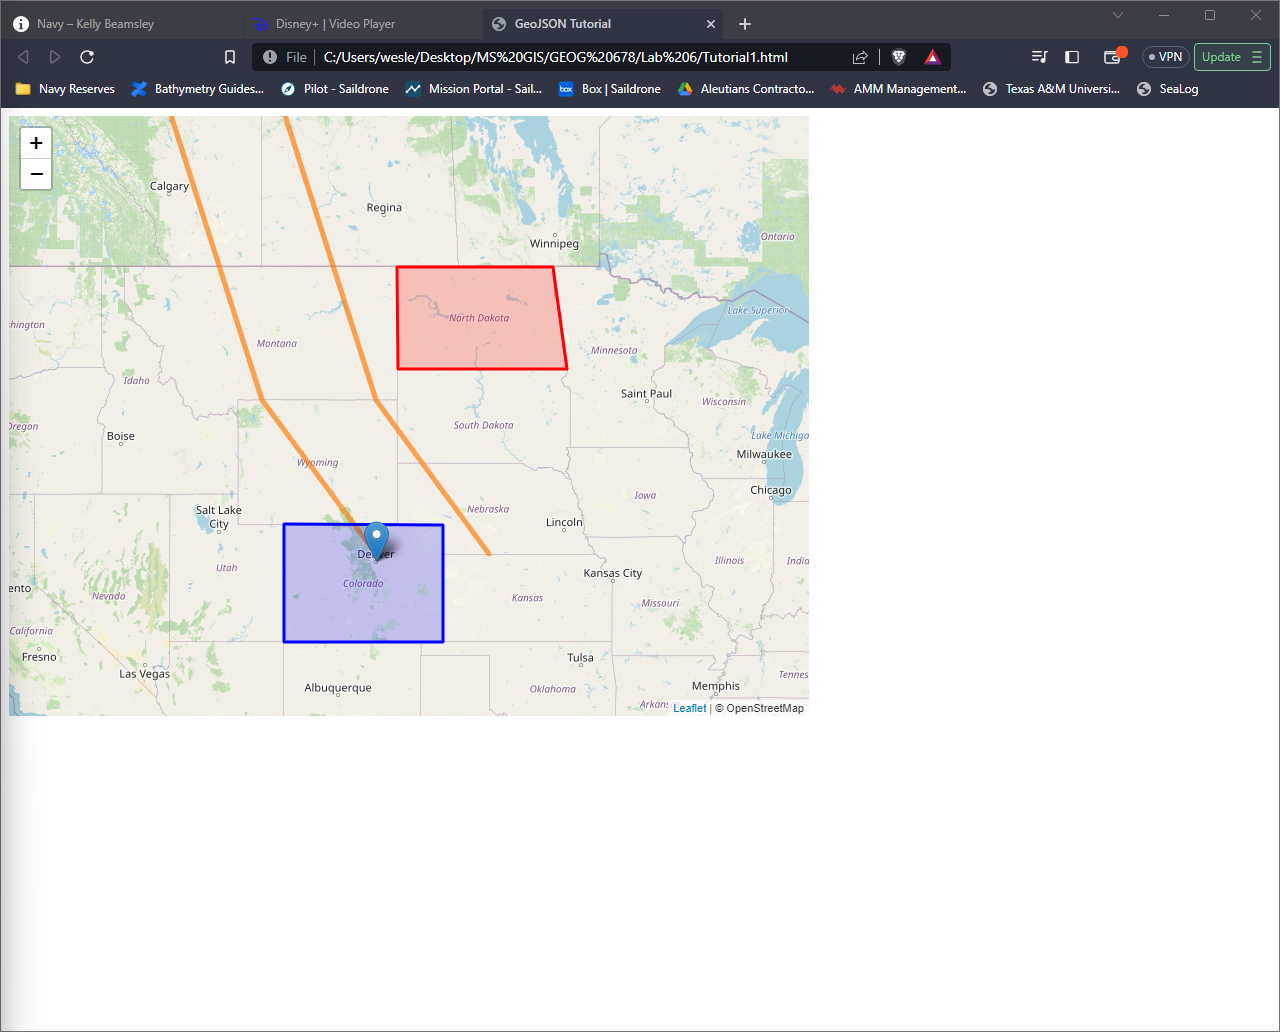 Navy – Kelly Beamsley
Disney+ | Video Player
GeoJSON Tutorial
File
C:/Users/wesle/Desktop/MS%20GIS/GEOG%20678/Lab%206/Tutorial1.html
VPN
Update
Navy Reserves
Bathymetry Guides...
Pilot - Saildrone
Mission Portal - Sail...
box
Box | Saildrone
Aleutians Contracto...
AMM Management...
Texas A&M Universi...
SeaLog
+
−
Calgary
Regina
Winnipeg
Ontario
Lake Superior
North Dakota
hington
Montana
Minnesota
Idaho
Saint Paul
Wisconsin
Oregon
Boise
South Dakota
Lake Michiga
Milwaukee
Wyoming
Chicago
Iowa
Nebraska
Salt Lake
City
Lincoln
Denver
Illinois
India
Utah
Kansas City
Colorado
ento
Nevada
Kansas
Missouri
California
Fresno
Tulsa
Las Vegas
Tennes
Albuquerque
Memphis
Oklahoma
Arkans
Leaflet | © OpenStreetMap